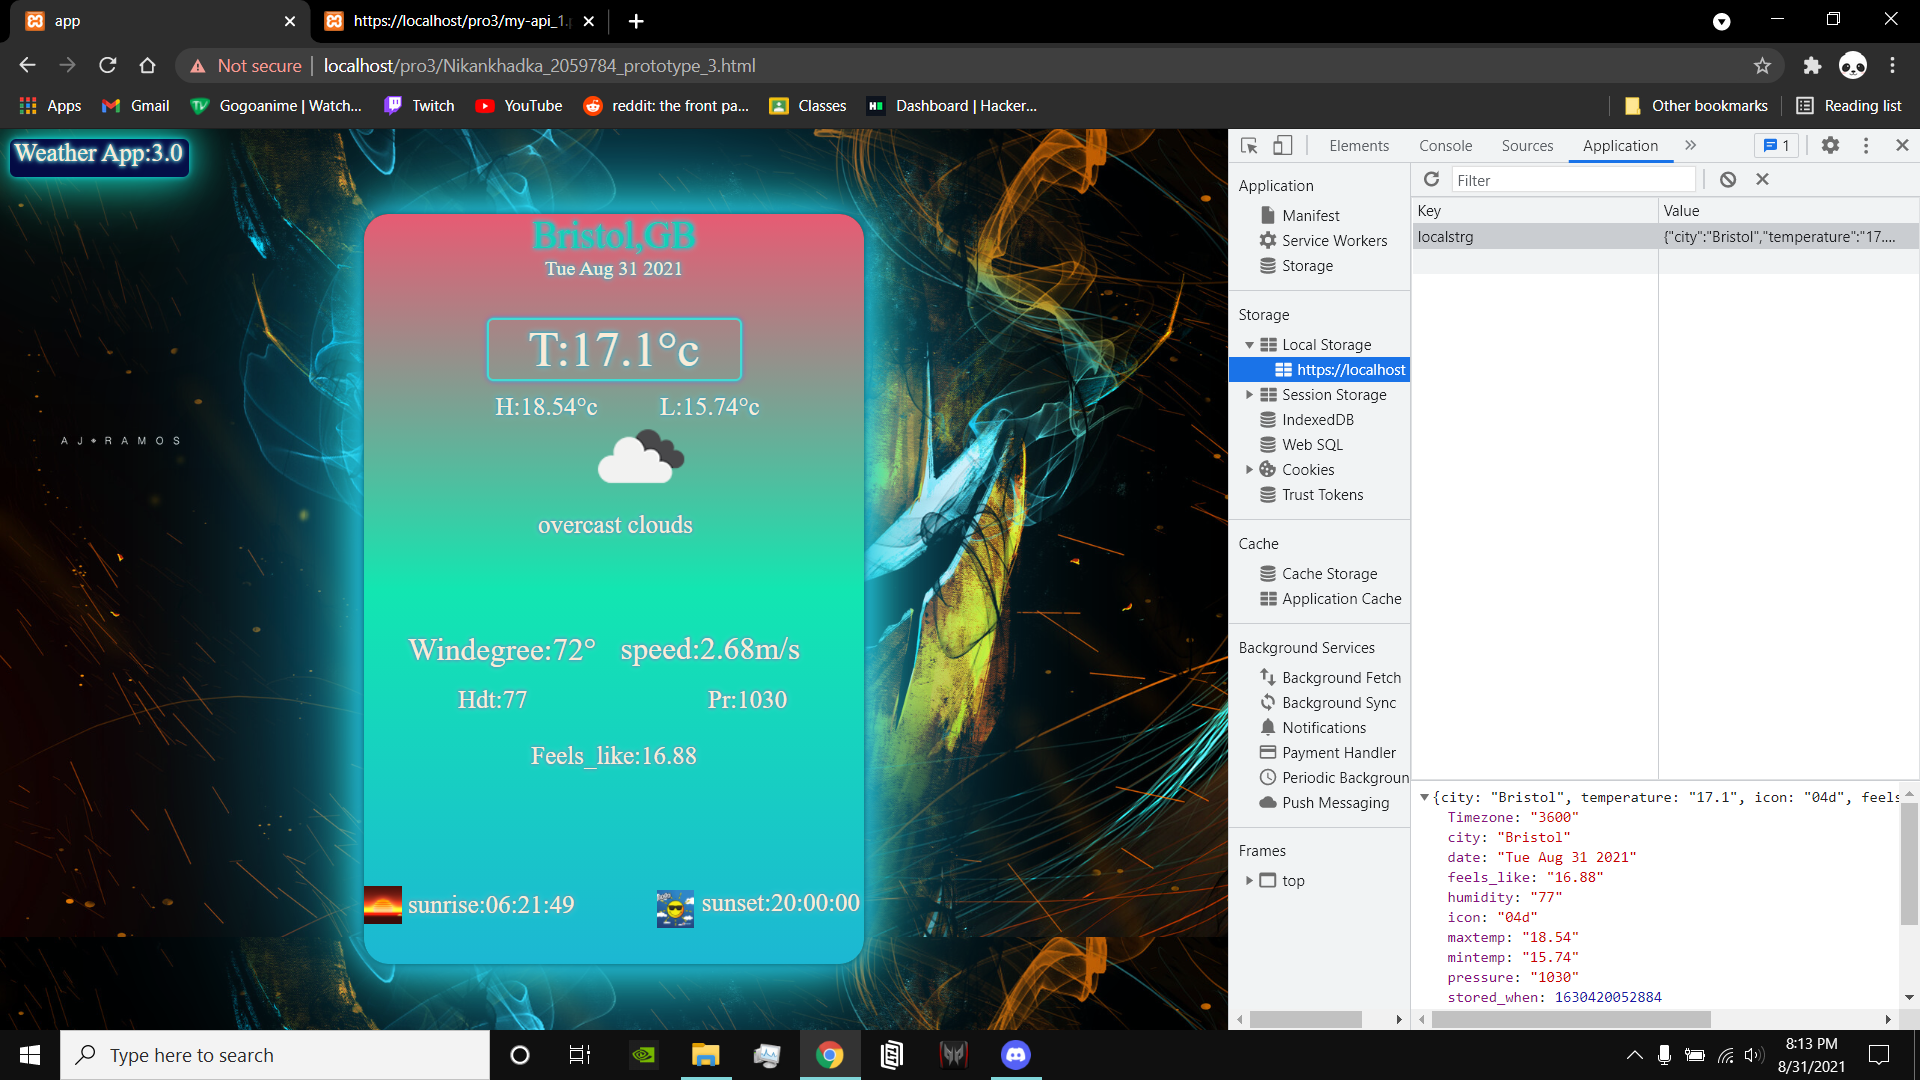 app
https://localhost/pro3/my-api_1.
Not secure
localhost/pro3/Nikankhadka_2059784_prototype_3.html
Apps
Gmail
Gogoanime | Watch...
Twitch
YouTube
reddit: the front pa...
Classes
Dashboard | Hacker...
Other bookmarks
Reading list
Weather App:3.0
Bristol,GB
Tue Aug 31 2021
T:17.1°c
H:18.54°c
L:15.74°c
AJ RAMOS
overcast clouds
Windegree:72°
speed:2.68m/s
Hdt:77
Pr:1030
Feels_like:16.88
sunrise:06:21:49
sunset:20:00:00
Elements
Console
Sources
Application
1
Application
Manifest
Service Workers
Storage
Storage
Local Storage
https://localhost
Session Storage
IndexedDB
Web SQL
Cookies
Trust Tokens
Cache
Cache Storage
Application Cache
Background Services
Background Fetch
Background Sync
Notifications
Payment Handler
Periodic Backgroun
Push Messaging
Frames
top
Filter
Key
Value
localstrg
{"city":"Bristol","temperature":"17....
{city: "Bristol", temperature: "17.1", icon: "04d", feels
Timezone: "3600"
city: "Bristol"
date: "Tue Aug 31 2021"
feels_like: "16.88"
humidity: "77"
icon: "04d"
maxtemp: "18.54"
mintemp: "15.74"
pressure: "1030"
stored_when: 1630420052884
Type here to search
8:13 PM
8/31/2021